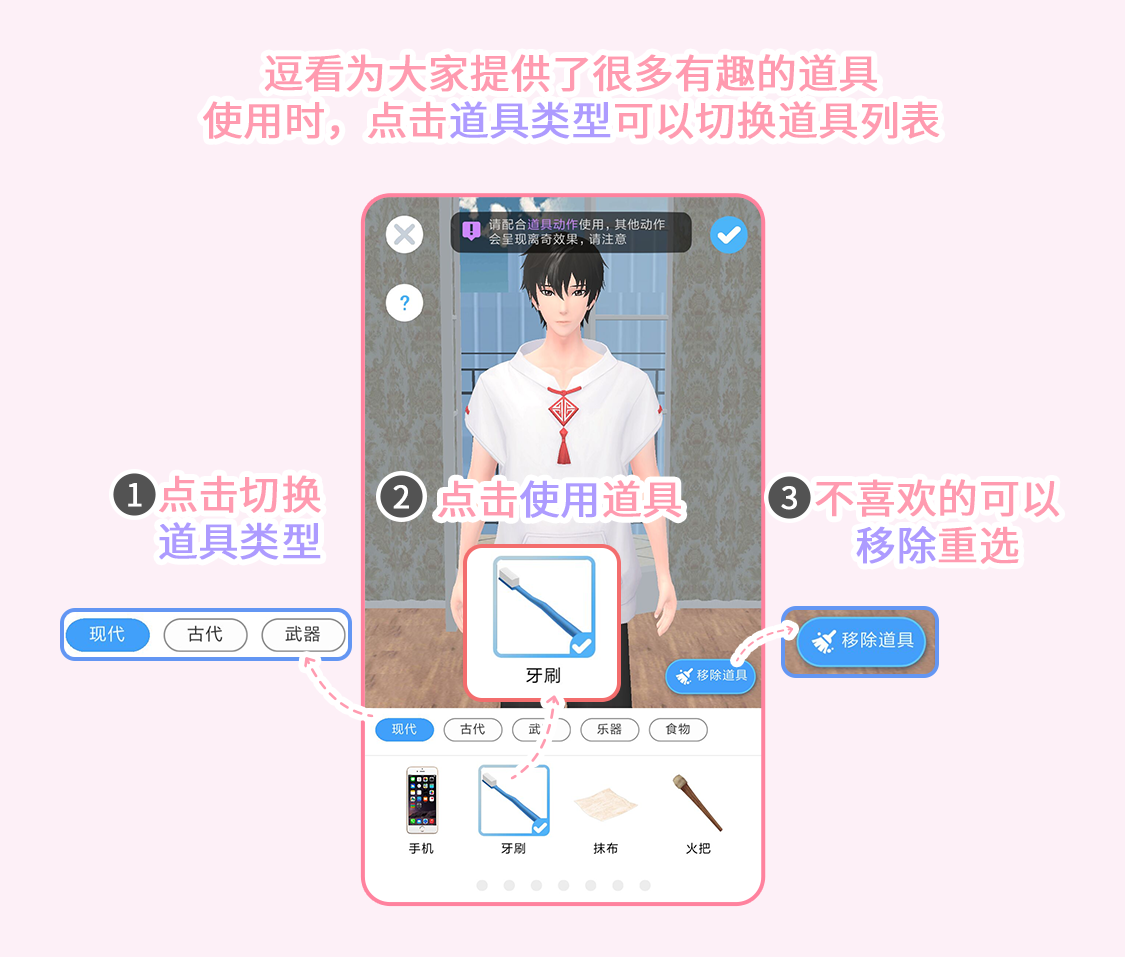 逗看为大家提供了很多有趣的道具
使用时，点击道具类型可以切换道具列表
请配合道具动作使用，其他动作
会呈现离奇效果，请注意
?
1 点击切换
道具类型
现代 古代 武器
2 点击使用道具
牙刷
3 不喜欢的可以
移除重选
移除道具
移除道具
现代 古代 武 乐器 食物
手机 牙刷 抹布 火把